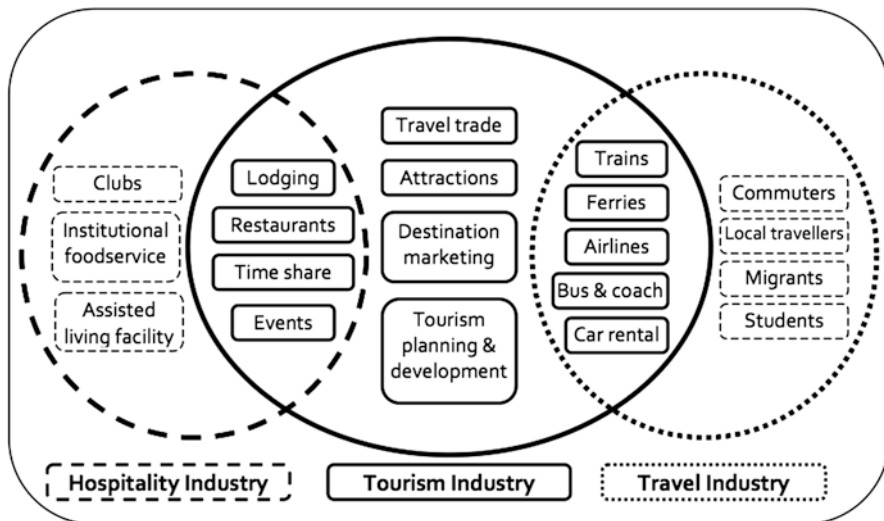 Clubs
Institutional
foodservice
Assisted
living facility
Lodging
Restaurants
Time share
Events
Travel trade
Attractions
Destination
marketing
Tourism
planning &
development
Trains
Ferries
Airlines
Bus & coach
Car rental
Commuters
Local travellers
Migrants
Students
Hospitality Industry
Tourism Industry
Travel Industry